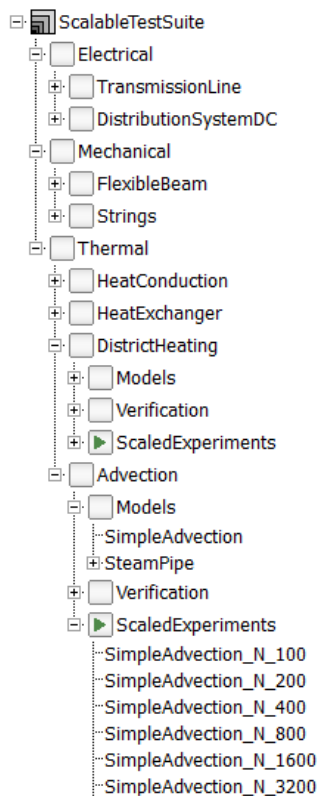 ScalableTestSuite
Electrical
TransmissionLine
DistributionSystemDC
Mechanical
FlexibleBeam
Strings
Thermal
HeatConduction
HeatExchanger
DistrictHeating
Models
Verification
ScaledExperiments
Advection
Models
SimpleAdvection
SteamPipe
Verification
ScaledExperiments
SimpleAdvection_N_100
SimpleAdvection_N_200
SimpleAdvection_N_400
SimpleAdvection_N_800
SimpleAdvection_N_1600
SimpleAdvection_N_3200